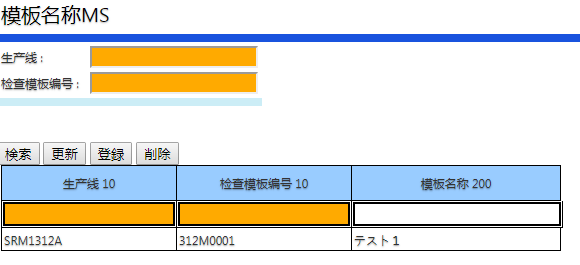 模板名称MS
生产线 :
检查模板编号 :
検索 更新 登録 削除
生产线 10 检查模板编号 10 模板名称 200
SRM1312A 312M0001 テスト１